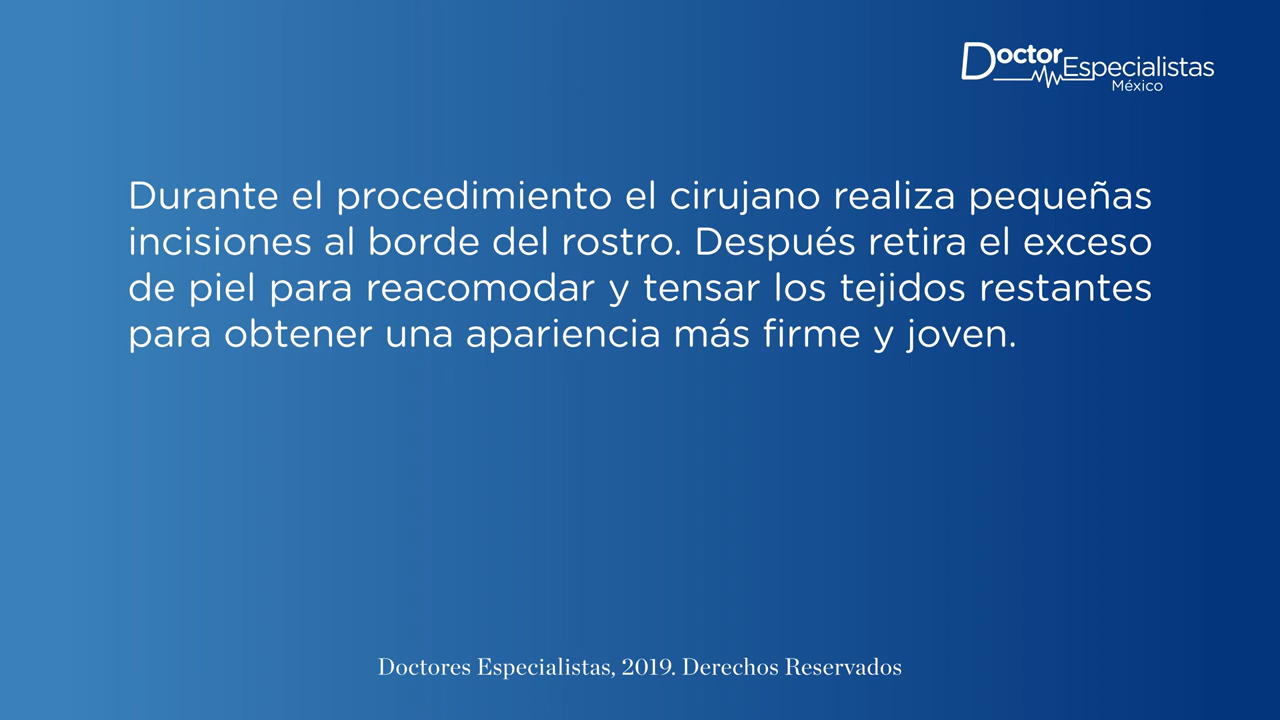 Doctor Especialistas
México
Durante el procedimiento el cirujano realiza pequeñas
incisiones al borde del rostro. Después retira el exceso
de piel para reacomodar y tensar los tejidos restantes
para obtener una apariencia más firme y joven.
Doctores Especialistas, 2019. Derechos Reservados